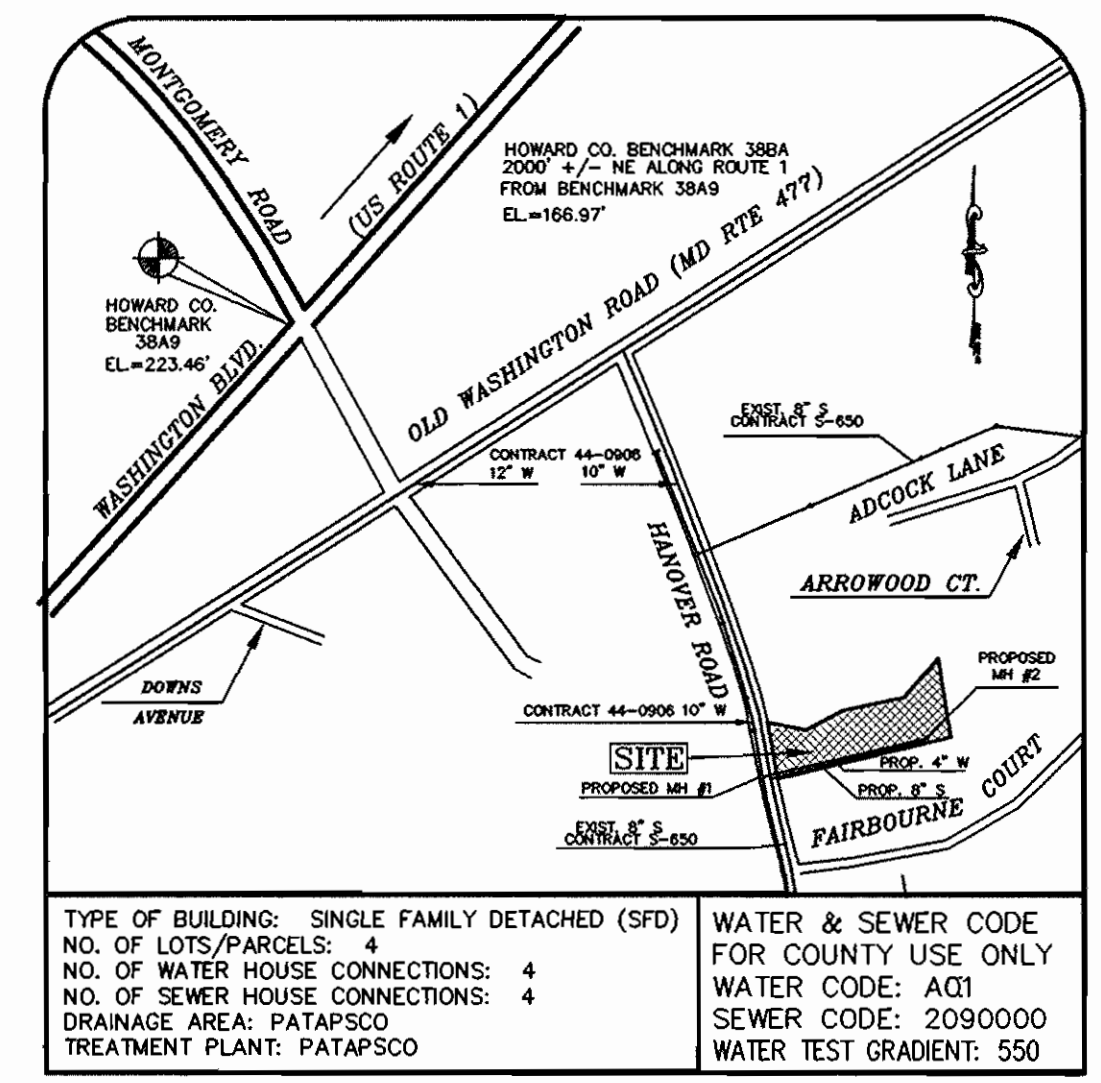 MONTGOMERY ROAD
(US ROUTE 1)
HOWARD CO. BENCHMARK 38BA
2000' +/- NE ALONG ROUTE 1
FROM BENCHMARK 38A9
EL.=166.97'
HOWARD CO.
BENCHMARK
38A9
EL.=223.46'
WASHINGTON BLVD.
OLD WASHINGTON ROAD (MD RTE 477)
EXIST. 8" S
CONTRACT S-650
CONTRACT 44-0906
12" W 10" W
ADCOCK LANE
HANOVER ROAD
ARROWOOD CT.
DOWNS
AVENUE
PROPOSED
MH #2
CONTRACT 44-0906 10" W
SITE
PROP. 4" W
PROPOSED MH #1
PROP. 8" S
FAIRBOURNE COURT
EXIST. 8" S
CONTRACT S-650
TYPE OF BUILDING: SINGLE FAMILY DETACHED (SFD)
NO. OF LOTS/PARCELS: 4
NO. OF WATER HOUSE CONNECTIONS: 4
NO. OF SEWER HOUSE CONNECTIONS: 4
DRAINAGE AREA: PATAPSCO
TREATMENT PLANT: PATAPSCO
WATER & SEWER CODE
FOR COUNTY USE ONLY
WATER CODE:
SEWER CODE: 2090000
WATER TEST GRADIENT: 550